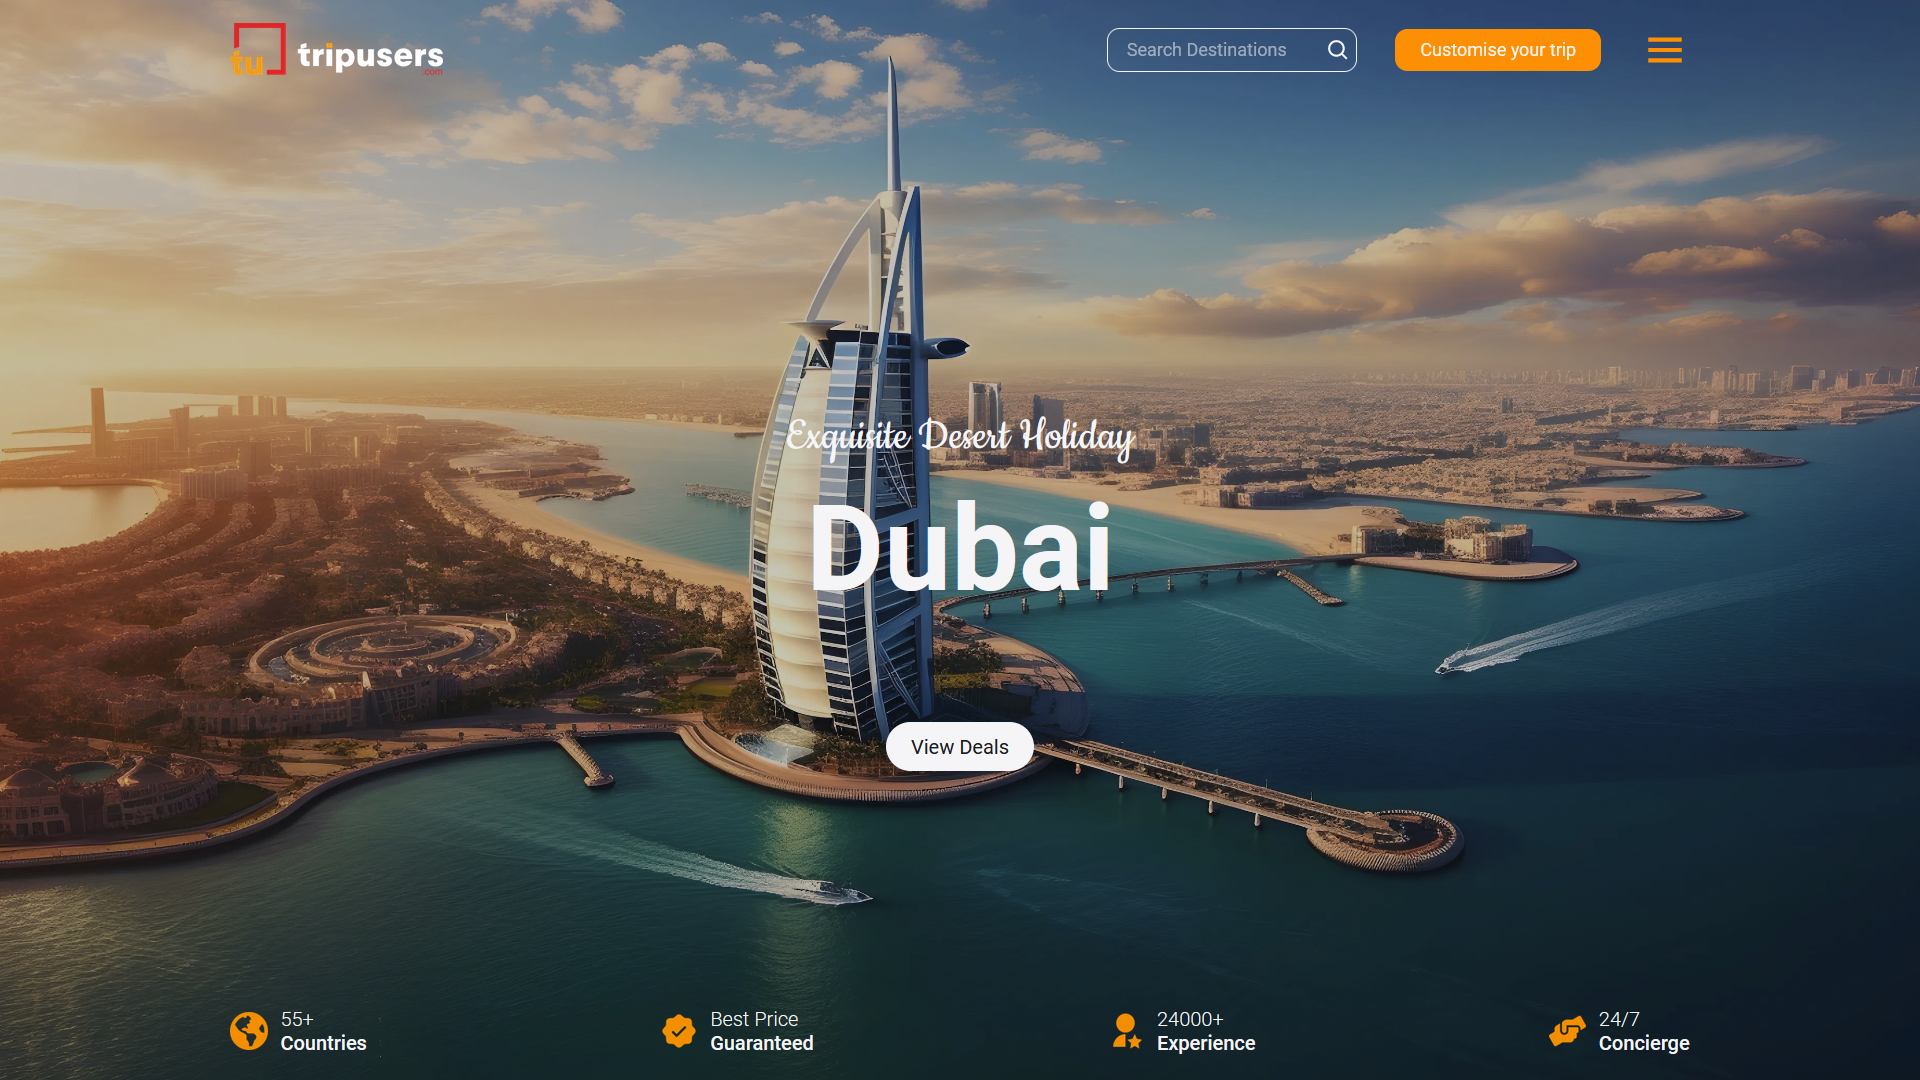 tu tripusers
.com
Search Destinations
Customise your trip
Exquisite Desert Holiday
Dubai
View Deals
55+
Countries
Best Price
Guaranteed
24000+
Experience
24/7
Concierge